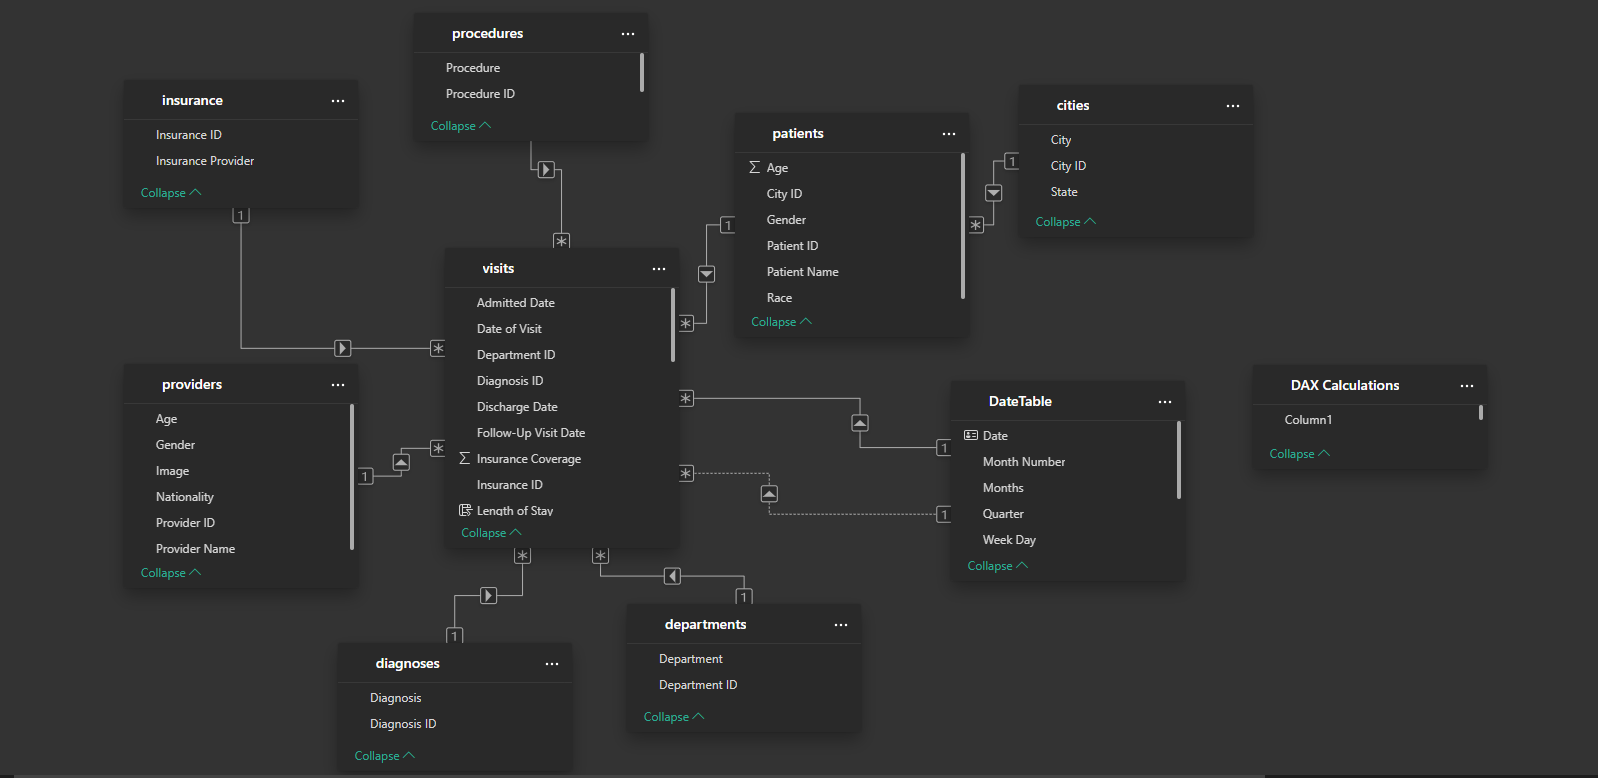 procedures
Procedure
Procedure ID
Collapse
insurance
Insurance ID
Insurance Provider
Collapse
1
cities
City
City ID
State
Collapse
1
*
patients
Age
City ID
Gender
Patient ID
Patient Name
Race
Collapse
1
*
visits
Admitted Date
Date of Visit
Department ID
Diagnosis ID
Discharge Date
Follow-Up Visit Date
Insurance Coverage
Insurance ID
Length of Stay
Collapse
*
*
*
*
*
*
*
providers
Age
Gender
Image
Nationality
Provider ID
Provider Name
Collapse
1
DateTable
Date
Month Number
Months
Quarter
Week Day
Collapse
1
1
DAX Calculations
Column1
Collapse
diagnoses
Diagnosis
Diagnosis ID
Collapse
1
departments
Department
Department ID
Collapse
1